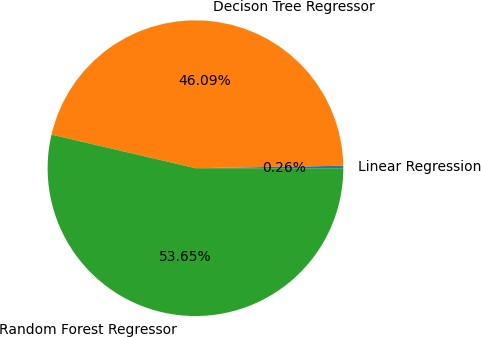 Decison Tree Regressor
46.09%
0.26%
Linear Regression
53.65%
Random Forest Regressor